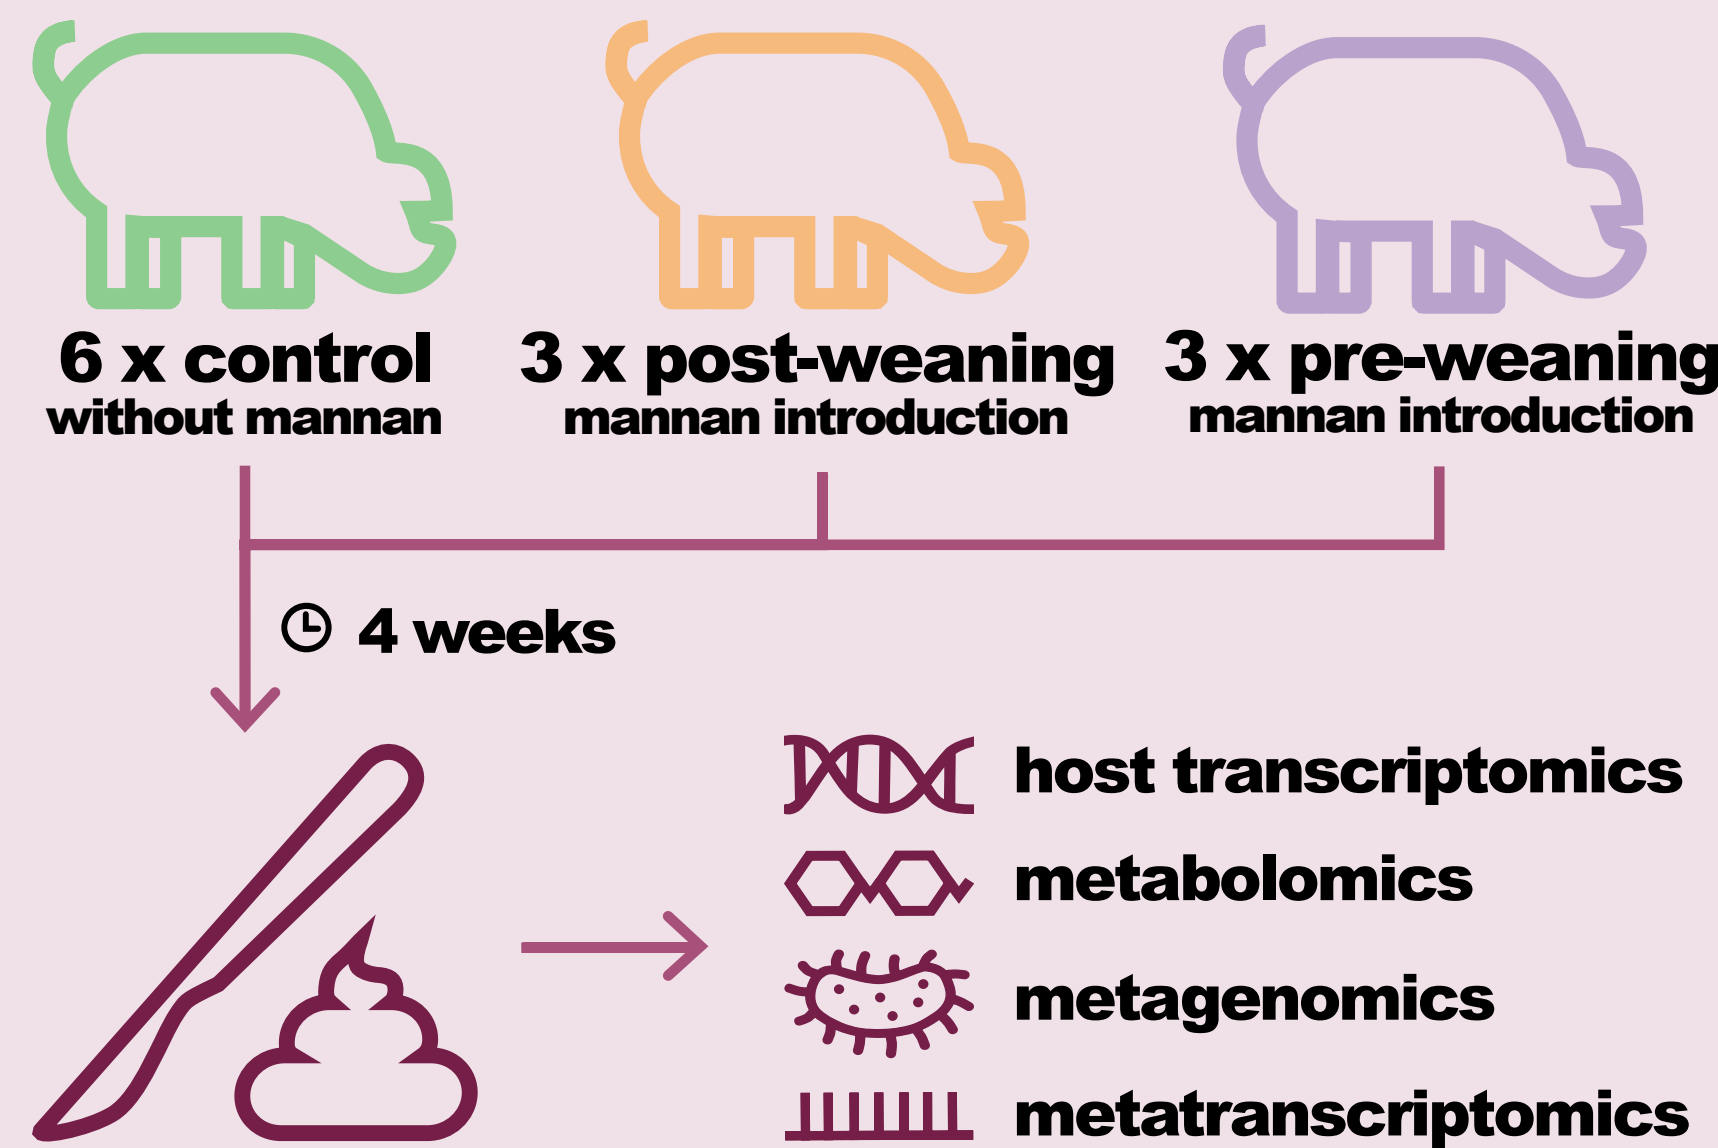 6 x control
without mannan
3 x post-weaning
mannan introduction
3 x pre-weaning
mannan introduction
4 weeks
host transcriptomics
metabolomics
metagenomics
metatranscriptomics